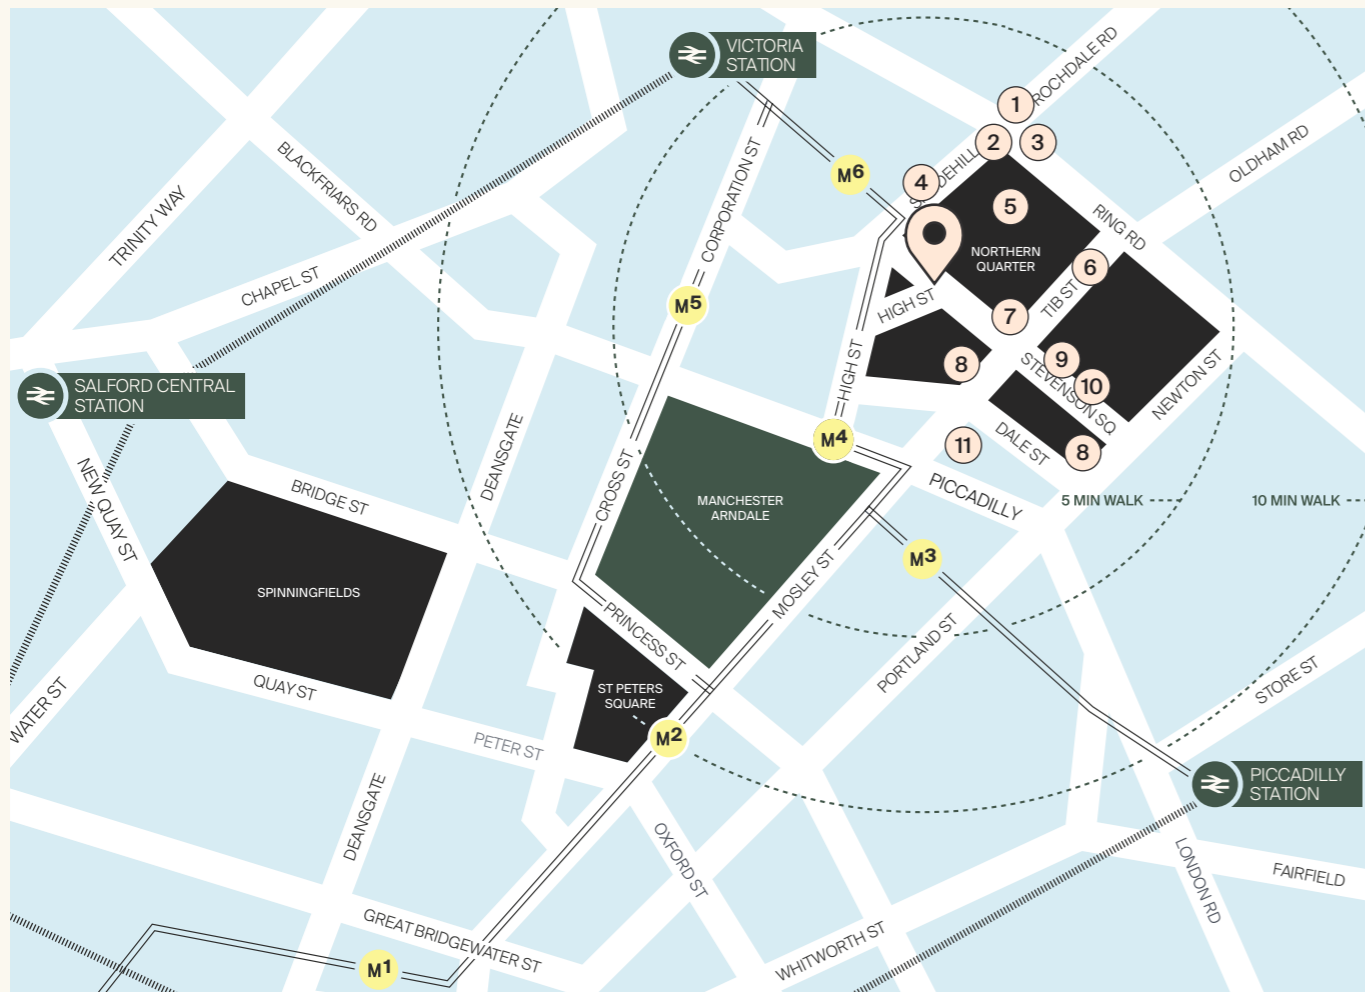 VICTORIA
STATION
ROCHDALE RD
1
2
3
OLDHAM RD
BLACKFRIARS RD
CORPORATION ST
M6
4
5
TRINITY WAY
NORTHERN
QUARTER
RING RD
6
CHAPEL ST
M5
HIGH ST
7
TIB ST
8
9
STEVENSON SQ
10
NEWTON ST
HIGH ST
SALFORD CENTRAL
STATION
DEANSGATE
M4
11
DALE ST
8
NEW QUAY ST
BRIDGE ST
CROSS ST
MANCHESTER
ARNDALE
PICCADILLY
5 MIN WALK
10 MIN WALK
SPINNINGFIELDS
MOSLEY ST
M3
PRINCESS ST
PORTLAND ST
WATER ST
QUAY ST
ST PETERS
SQUARE
STORE ST
PETER ST
M2
PICCADILLY
STATION
DEANSGATE
OXFORD ST
LONDON RD
FAIRFIELD
GREAT BRIDGEWATER ST
WHITWORTH ST
M1